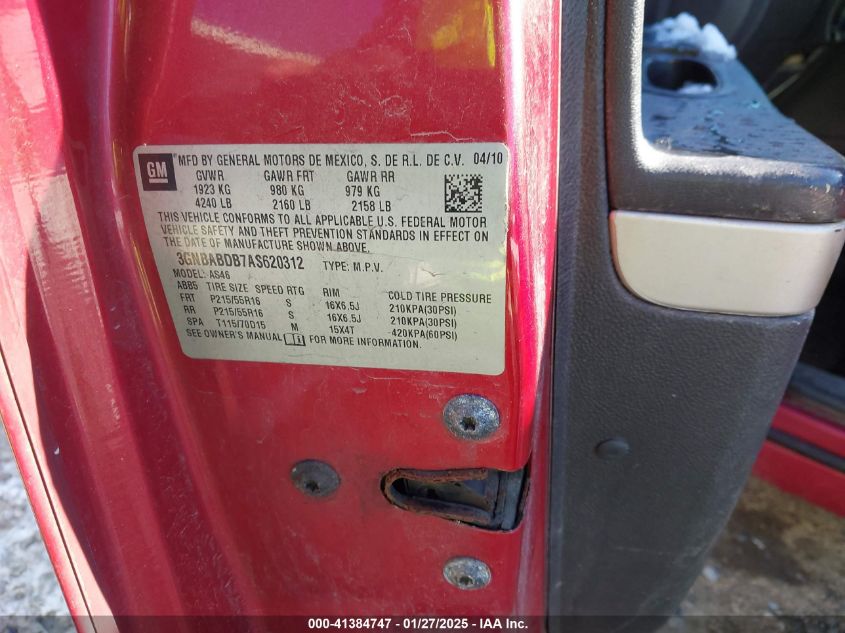 GM
MFD BY GENERAL MOTORS DE MEXICO, S. DE R.L. DE C.V. 04/10
GVWR GAWR FRT GAWR RR
1923 KG 980 KG 979 KG
4240 LB 2160 LB 2158 LB
THIS VEHICLE CONFORMS TO ALL APPLICABLE U.S. FEDERAL MOTOR
VEHICLE SAFETY AND THEFT PREVENTION STANDARDS IN EFFECT ON
THE DATE OF MANUFACTURE SHOWN ABOVE.
3GNBABDB7AS620312 TYPE: M.P.V.
MODEL: AS46
ABB5 TIRE SIZE SPEED RTG RIM COLD TIRE PRESSURE
FRT P215/55R16 S 16X6.5J 210KPA(30PSI)
RR P215/55R16 S 16X6.5J 210KPA(30PSI)
SPA T115/70D15 M 15X4T 420KPA(60PSI)
SEE OWNER'S MANUAL FOR MORE INFORMATION.
000-41384747 - 01/27/2025 - IAAI - IAA Inc.